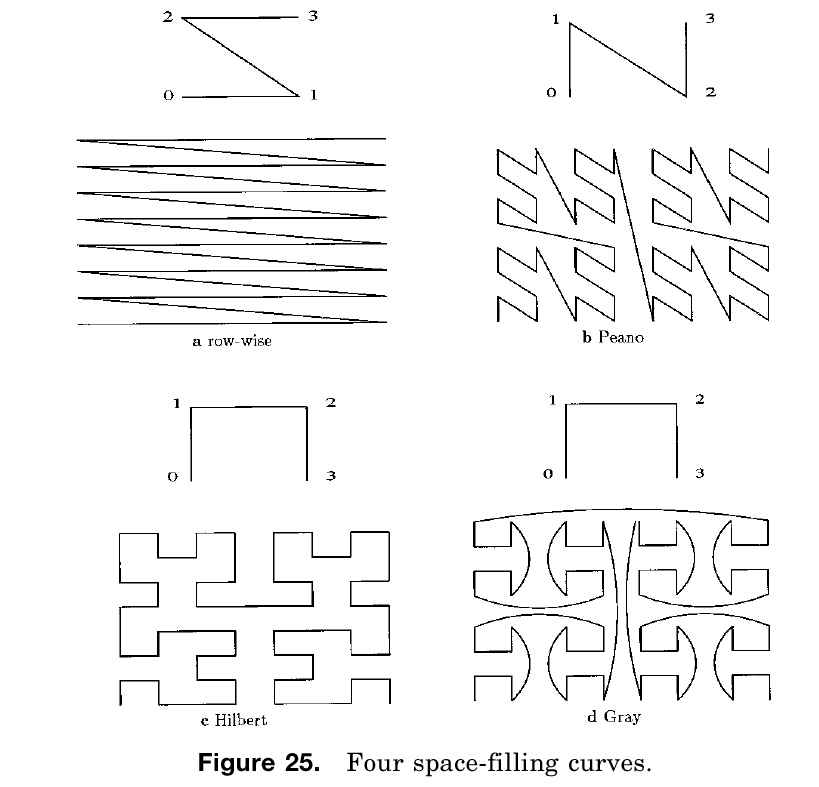 2 3
0 1
a row-wise
1 3
0 2
b Peano
1 2
0 3
c Hilbert
1 2
0 3
d Gray
Figure 25. Four space-filling curves.